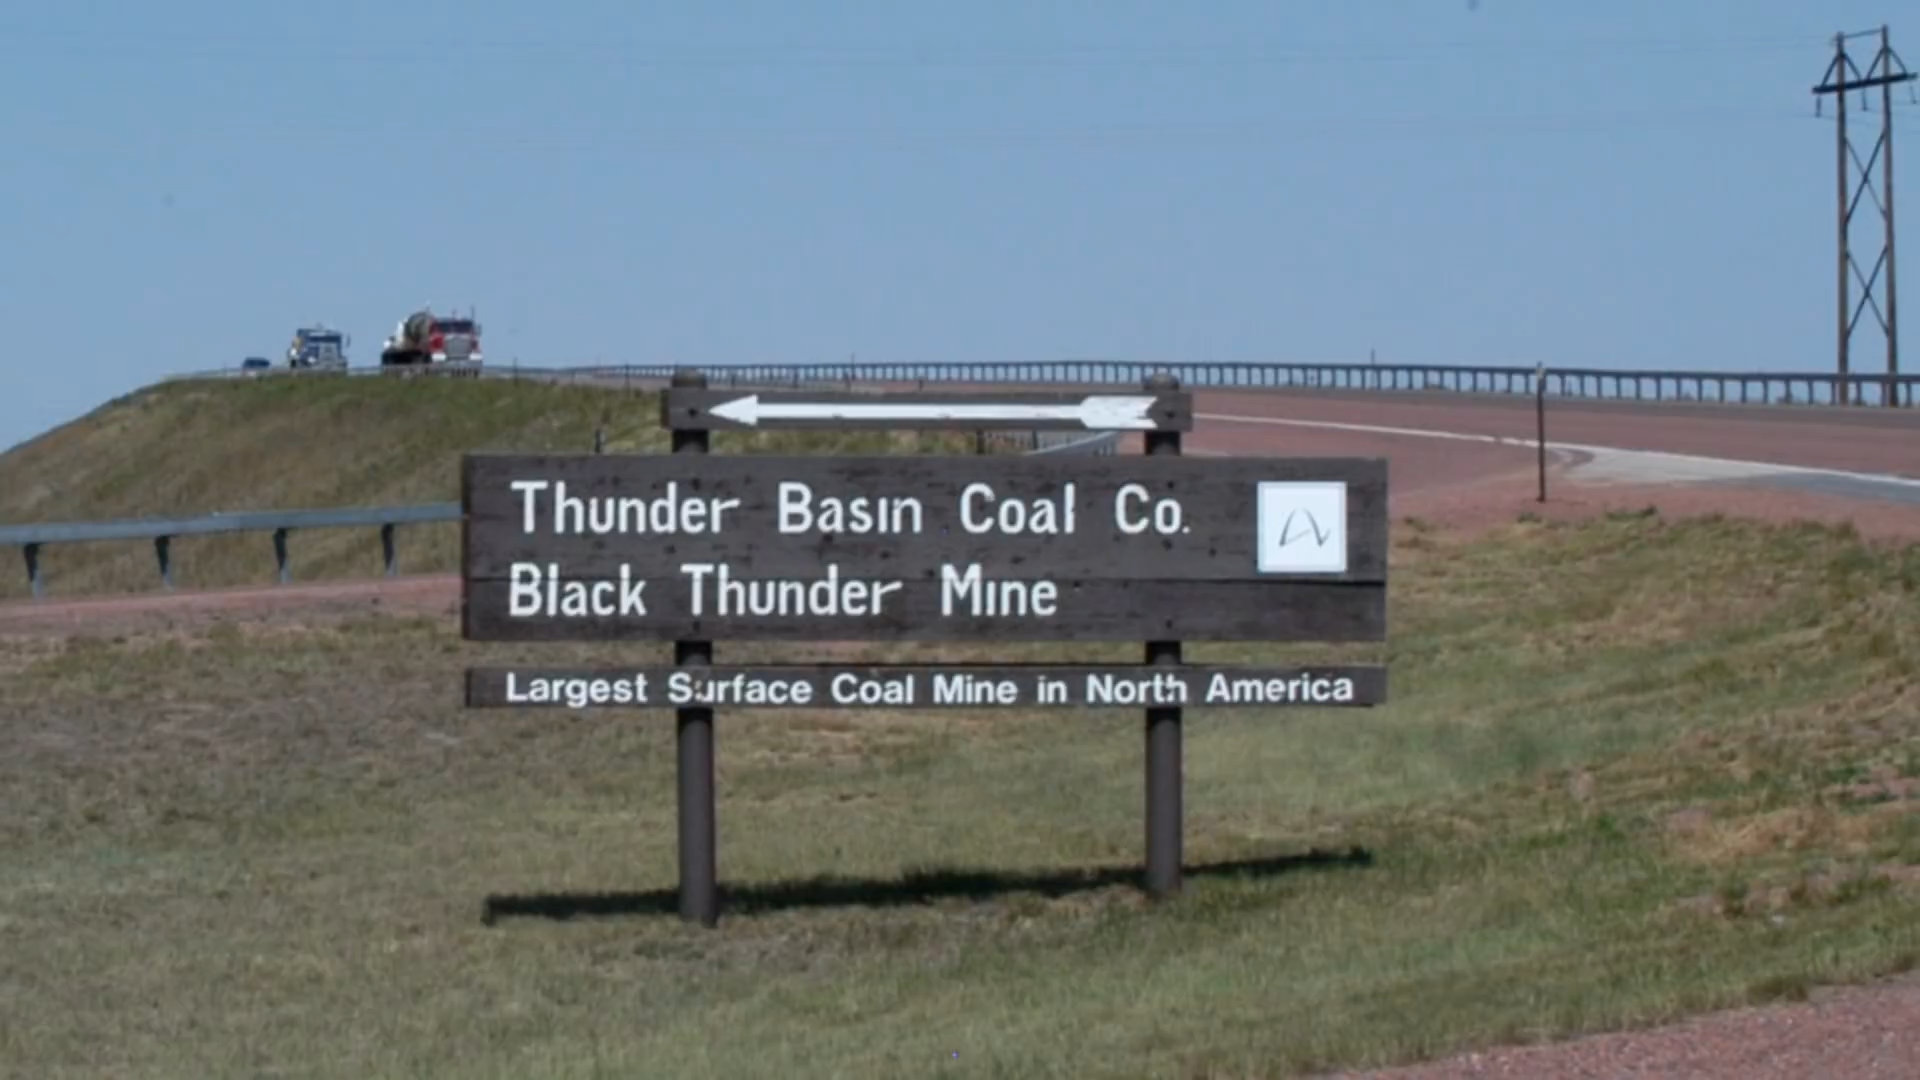 Thunder Basin Coal Co.
Black Thunder Mine
Largest Surface Coal Mine in North America